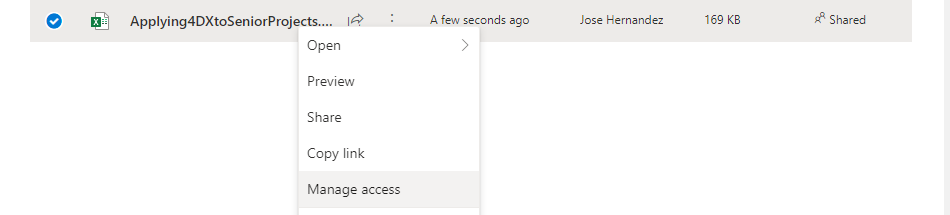 Applying4DXtoSeniorProjects.... A few seconds ago Jose Hernandez 169 KB Shared
Open
Preview
Share
Copy link
Manage access